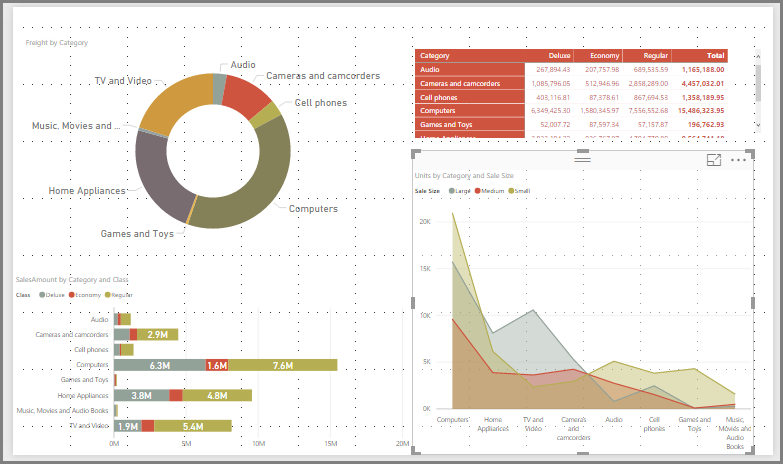 Freight by Category
Audio
Cameras and camcorders
TV and Video
Cell phones
Music, Movies and ...
Home Appliances
Computers
Games and Toys
Category Deluxe Economy Regular Total
Audio 267,894.43 207,757.98 689,535.59 1,165,188.00
Cameras and camcorders 1,085,796.05 512,946.96 2,858,289.00 4,457,032.01
Cell phones 403,116.81 87,378.61 867,694.53 1,358,189.95
Computers 6,349,425.30 1,580,345.97 7,556,552.68 15,486,323.95
Games and Toys 52,007.72 87,597.34 57,157.87 196,762.93
Units by Category and Sale Size
Sale Size Large Medium Small
20K
15K
10K
5K
0K
Computers Home Appliances TV and Video Cameras and camcorders Audio Cell phones Games and Toys Music, Movies and Audio Books
SalesAmount by Category and Class
Class Deluxe Economy Regular
Audio
Cameras and camcorders 2.9M
Cell phones
Computers 6.3M 1.6M 7.6M
Games and Toys
Home Appliances 3.8M 4.8M
Music, Movies and Audio Books
TV and Video 1.9M 5.4M
0M 5M 10M 15M 20M